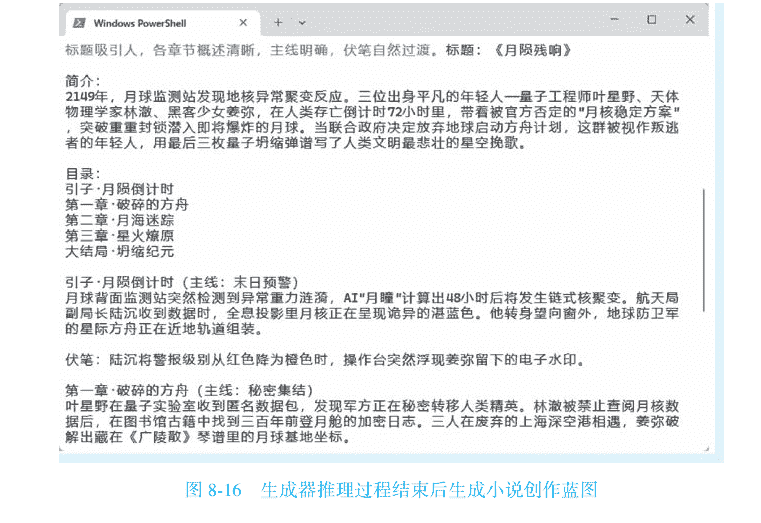 Windows PowerShell
标题吸引人，各章节概述清晰，主线明确，伏笔自然过渡。标题：《月陨残响》
简介：
2149年，月球监测站发现地核异常聚变反应。三位出身平凡的年轻人——量子工程师叶星野、天体
物理学家林澈、黑客少女姜弥，在人类存亡倒计时72小时里，带着被官方否定的"月核稳定方案"
，突破重重封锁潜入即将爆炸的月球。当联合政府决定放弃地球启动方舟计划，这群被视作叛逃
者的年轻人，用最后三枚量子坍缩弹谱写了人类文明最悲壮的星空挽歌。
目录：
引子·月陨倒计时
第一章·破碎的方舟
第二章·月海迷踪
第三章·星火燎原
大结局·坍缩纪元
引子·月陨倒计时（主线：末日预警）
月球背面监测站突然检测到异常重力涟漪，AI"月瞳"计算出48小时后将发生链式核聚变。航天局
副局长陆沉收到数据时，全息投影里月核正在呈现诡异的湛蓝色。他转身望向窗外，地球防卫军
的星际方舟正在近地轨道组装。
伏笔：陆沉将警报级别从红色降为橙色时，操作台突然浮现姜弥留下的电子水印。
第一章·破碎的方舟（主线：秘密集结）
叶星野在量子实验室收到匿名数据包，发现军方正在秘密转移人类精英。林澈被禁止查阅月核数
据后，在图书馆古籍中找到三百年前登月舱的加密日志。三人在废弃的上海深空港相遇，姜弥破
解出藏在《广陵散》琴谱里的月球基地坐标。
图 8-16 生成器推理过程结束后生成小说创作蓝图